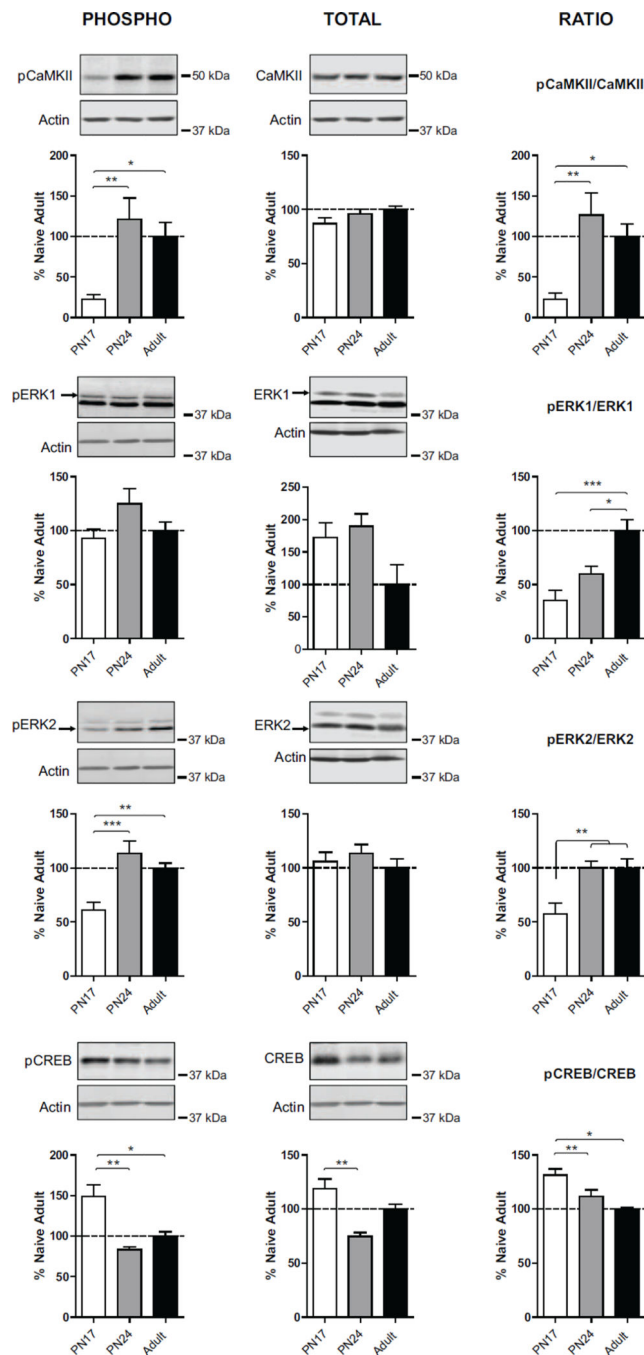 PHOSPHO TOTAL RATIO
pCaMKII 50 kDa CaMKII 50 kDa pCaMKII/CaMKII
Actin 37 kDa Actin 37 kDa
% Naive Adult 200 150 100 50 0 * ** PN17 PN24 Adult
% Naive Adult 150 100 50 0 PN17 PN24 Adult
% Naive Adult 200 150 100 50 0 * ** PN17 PN24 Adult
pERK1 37 kDa ERK1 37 kDa pERK1/ERK1
Actin 37 kDa Actin 37 kDa
% Naive Adult 150 100 50 0 PN17 PN24 Adult
% Naive Adult 250 200 150 100 50 0 PN17 PN24 Adult
% Naive Adult 150 100 50 0 *** * PN17 PN24 Adult
pERK2 37 kDa ERK2 37 kDa pERK2/ERK2
Actin 37 kDa Actin 37 kDa
% Naive Adult 150 100 50 0 ** *** PN17 PN24 Adult
% Naive Adult 150 100 50 0 PN17 PN24 Adult
% Naive Adult 150 100 50 0 ** PN17 PN24 Adult
pCREB 37 kDa CREB 37 kDa pCREB/CREB
Actin 37 kDa Actin 37 kDa
% Naive Adult 200 150 100 50 0 * ** PN17 PN24 Adult
% Naive Adult 150 100 50 0 ** PN17 PN24 Adult
% Naive Adult 150 100 50 0 * ** PN17 PN24 Adult